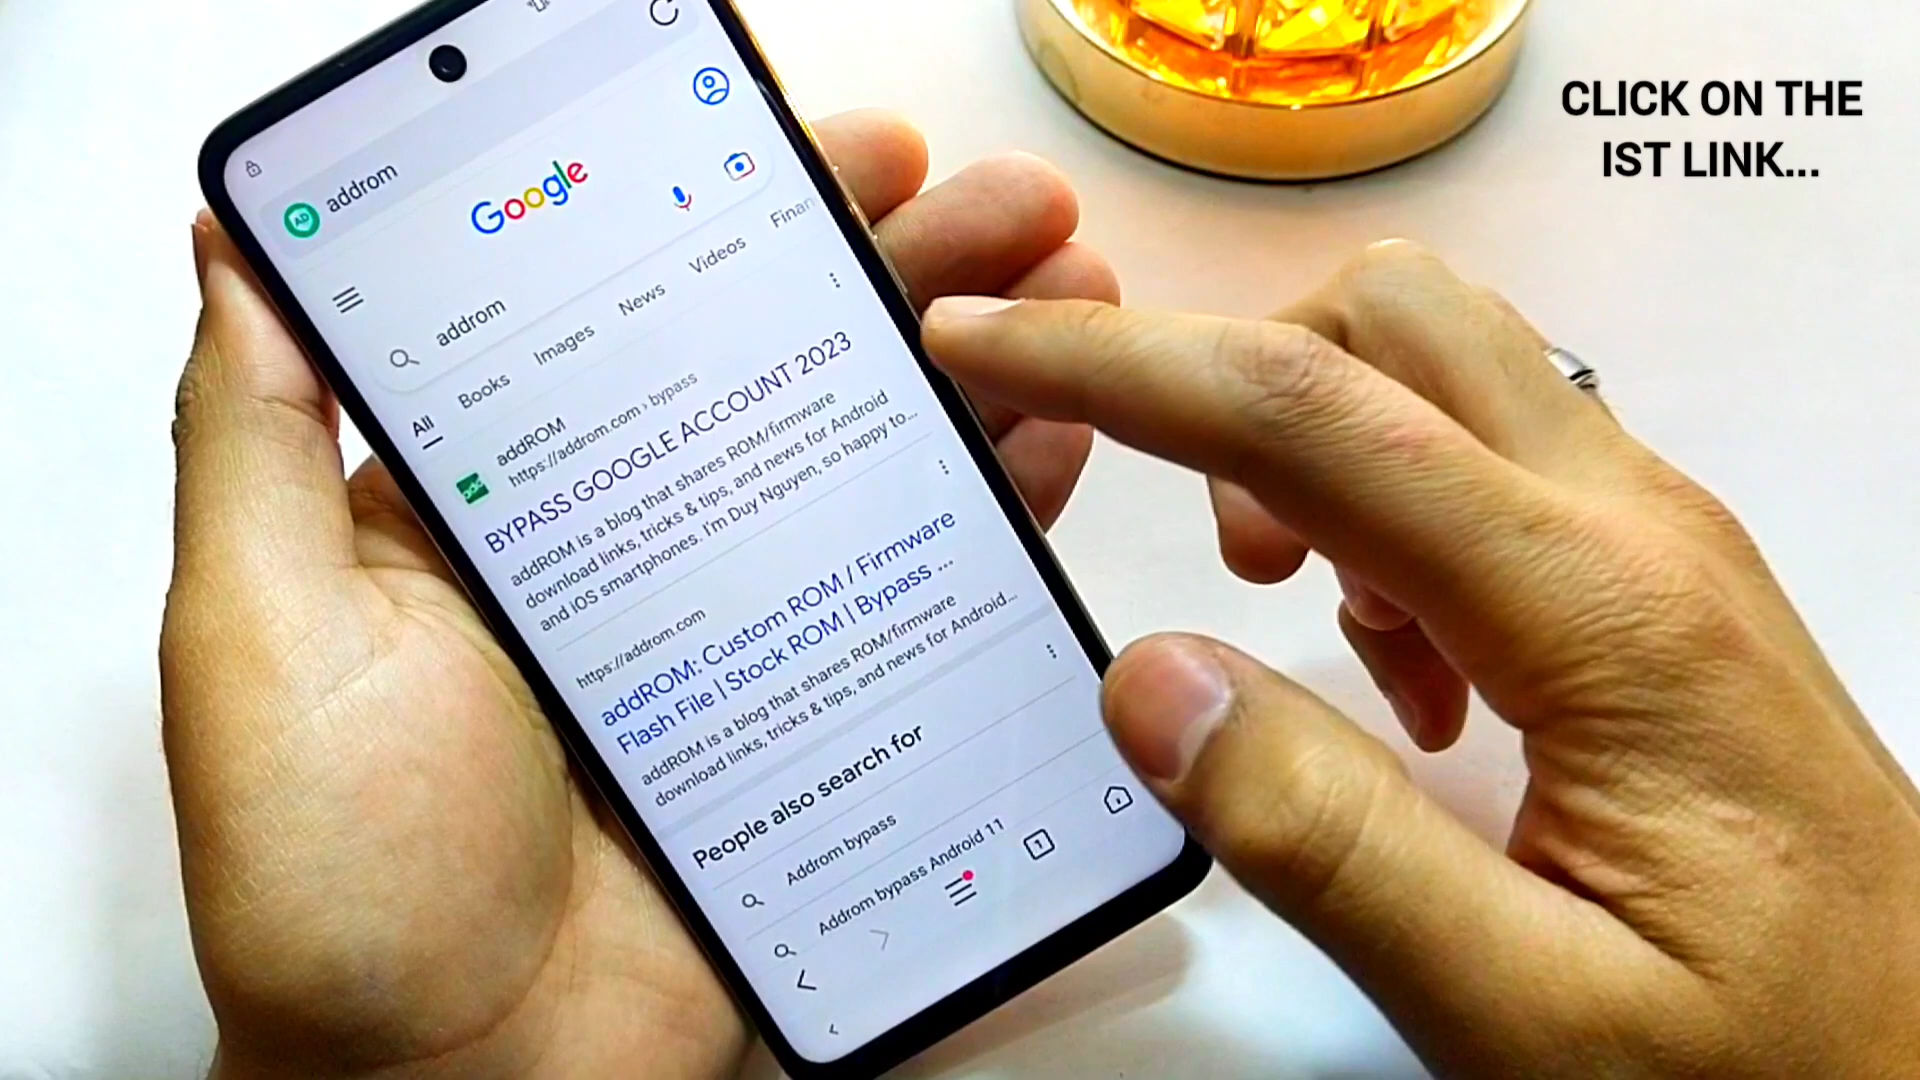 CLICK ON THE
IST LINK...
AD
addrom
Google
addrom
All
Books
Images
News
Videos
Finan
addROM
https://addrom.com › bypass
BYPASS GOOGLE ACCOUNT 2023
addROM is a blog that shares ROM/firmware
download links, tricks & tips, and news for Android
and iOS smartphones. I'm Duy Nguyen, so happy to...
https://addrom.com
addROM: Custom ROM / Firmware
Flash File | Stock ROM | Bypass ...
addROM is a blog that shares ROM/firmware
download links, tricks & tips, and news for Android...
People also search for
Addrom bypass
Addrom bypass Android 11
1